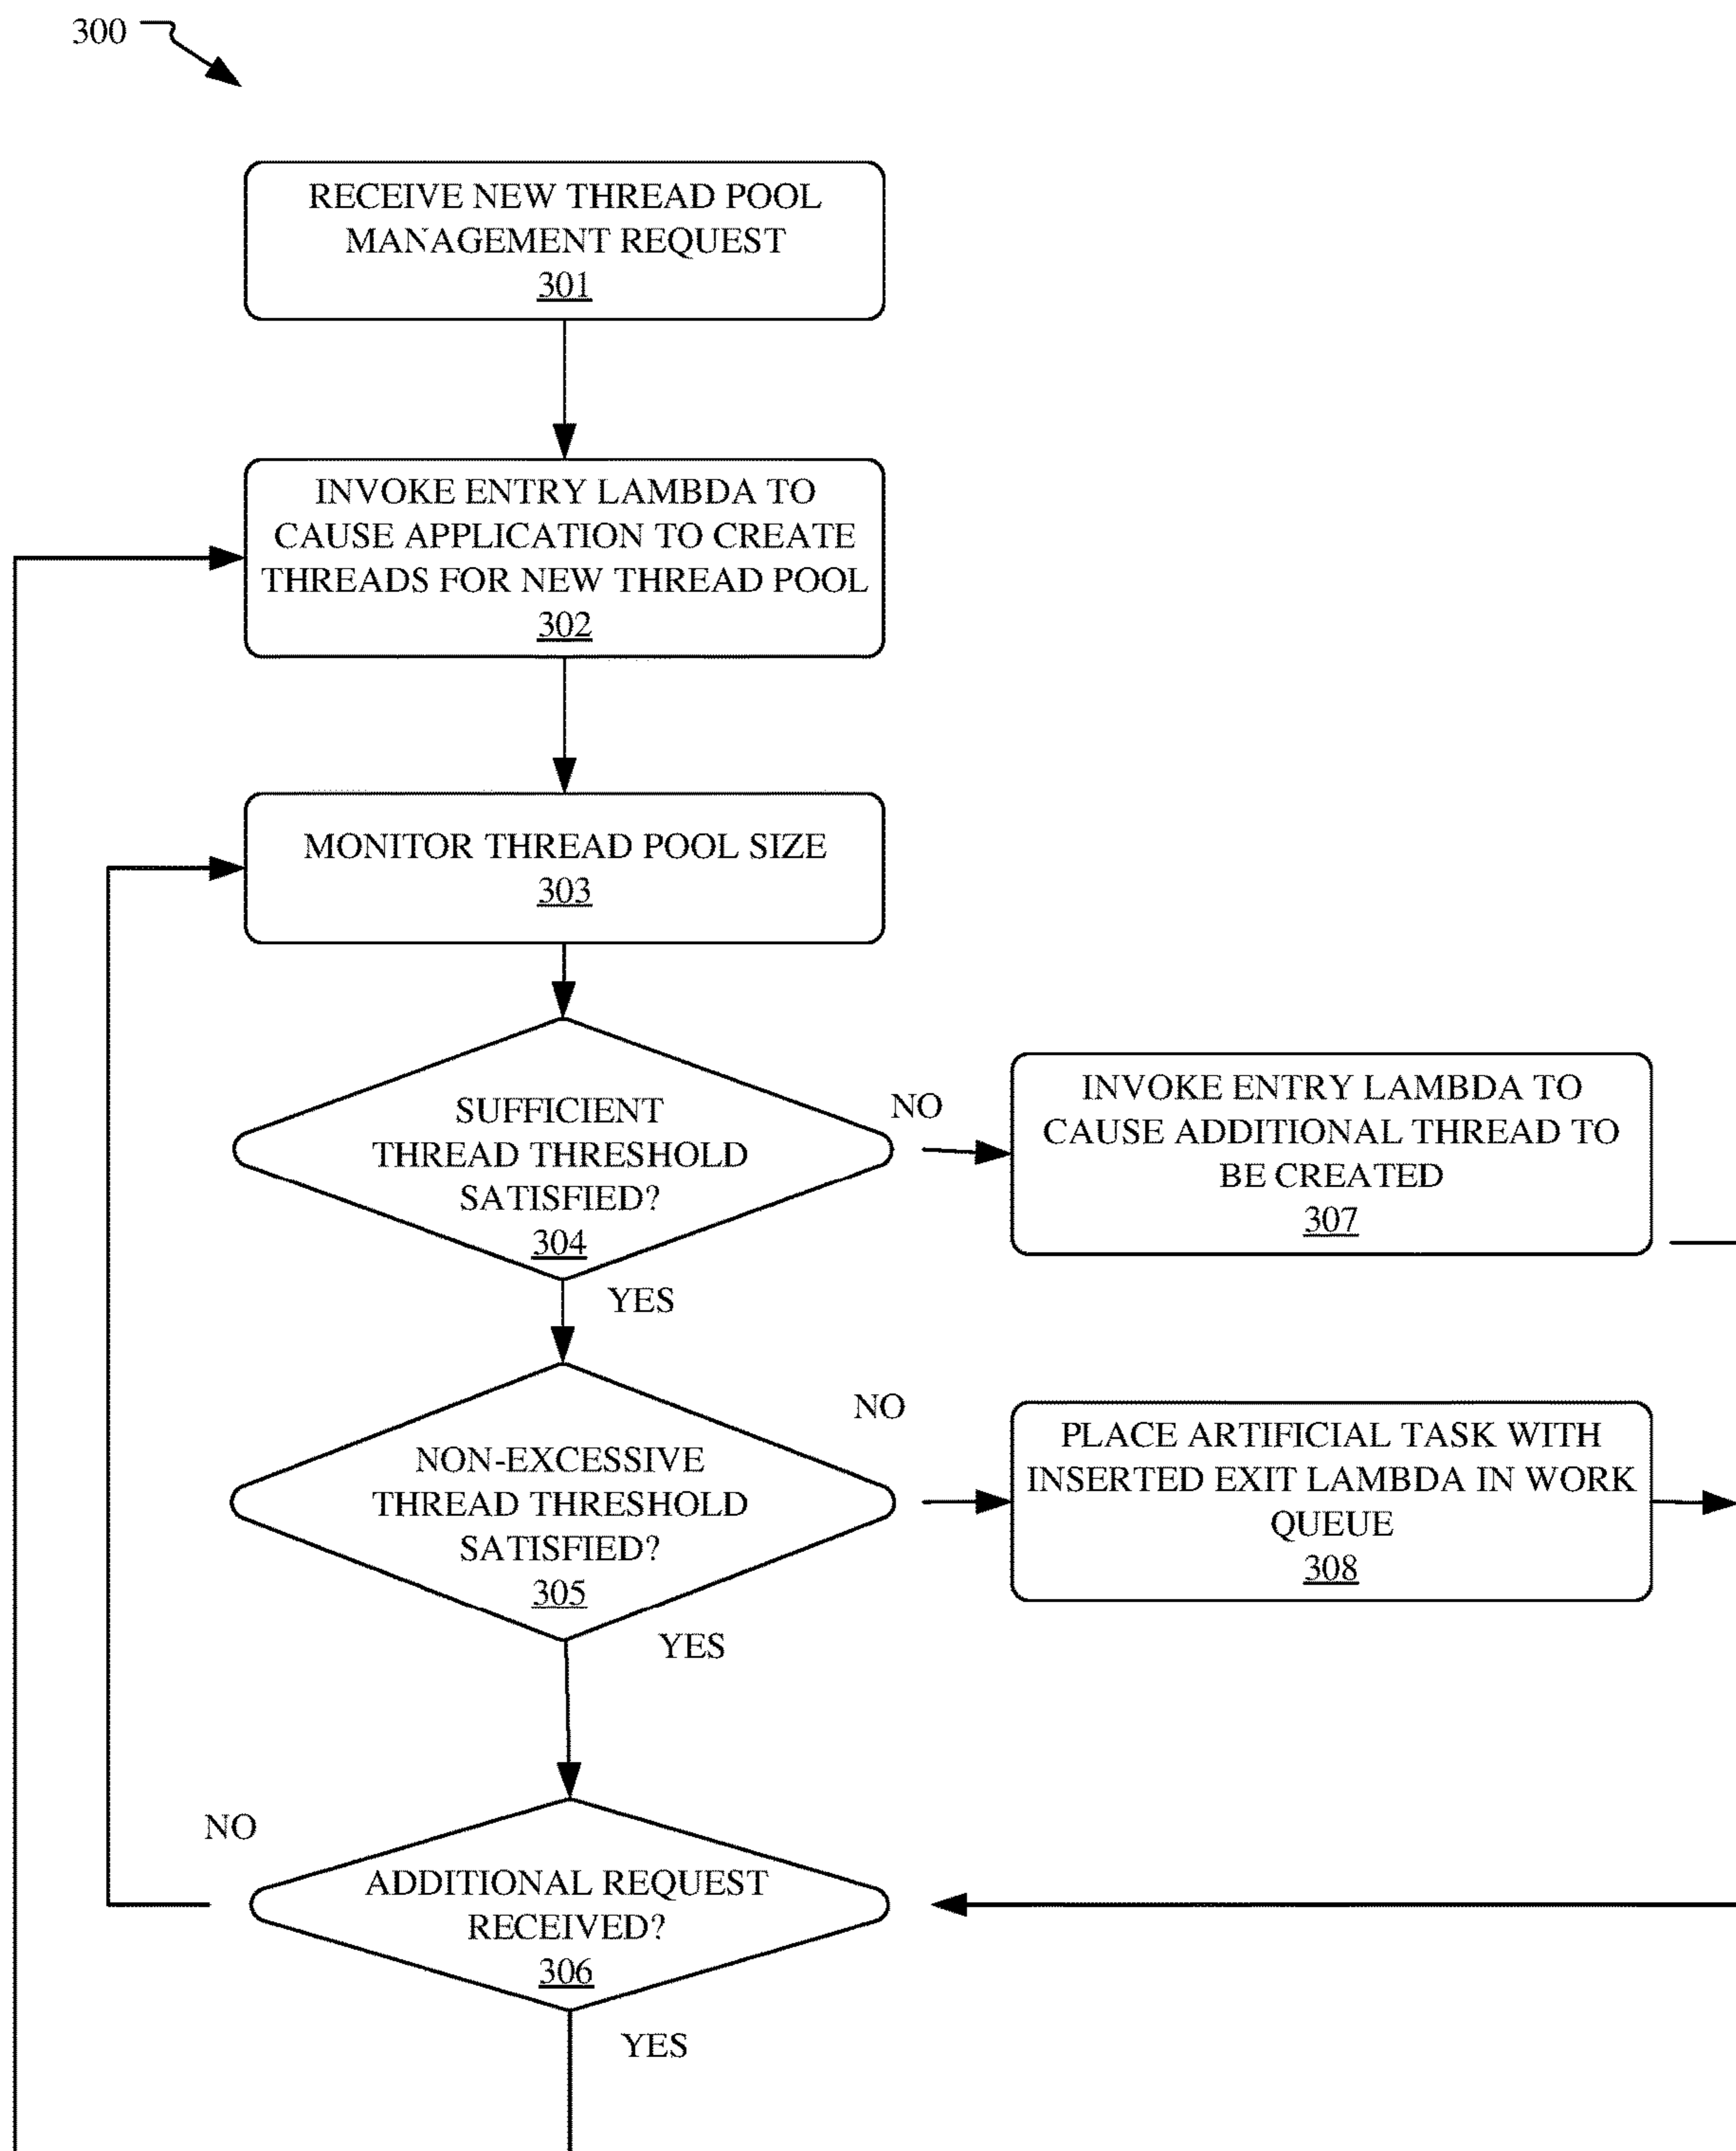 300
RECEIVE NEW THREAD POOL
MANAGEMENT REQUEST
301
INVOKE ENTRY LAMBDA TO
CAUSE APPLICATION TO CREATE
THREADS FOR NEW THREAD POOL
302
MONITOR THREAD POOL SIZE
303
SUFFICIENT
THREAD THRESHOLD
SATISFIED?
304
NO
YES
INVOKE ENTRY LAMBDA TO
CAUSE ADDITIONAL THREAD TO
BE CREATED
307
NON-EXCESSIVE
THREAD THRESHOLD
SATISFIED?
305
NO
YES
PLACE ARTIFICIAL TASK WITH
INSERTED EXIT LAMBDA IN WORK
QUEUE
308
NO
ADDITIONAL REQUEST
RECEIVED?
306
YES